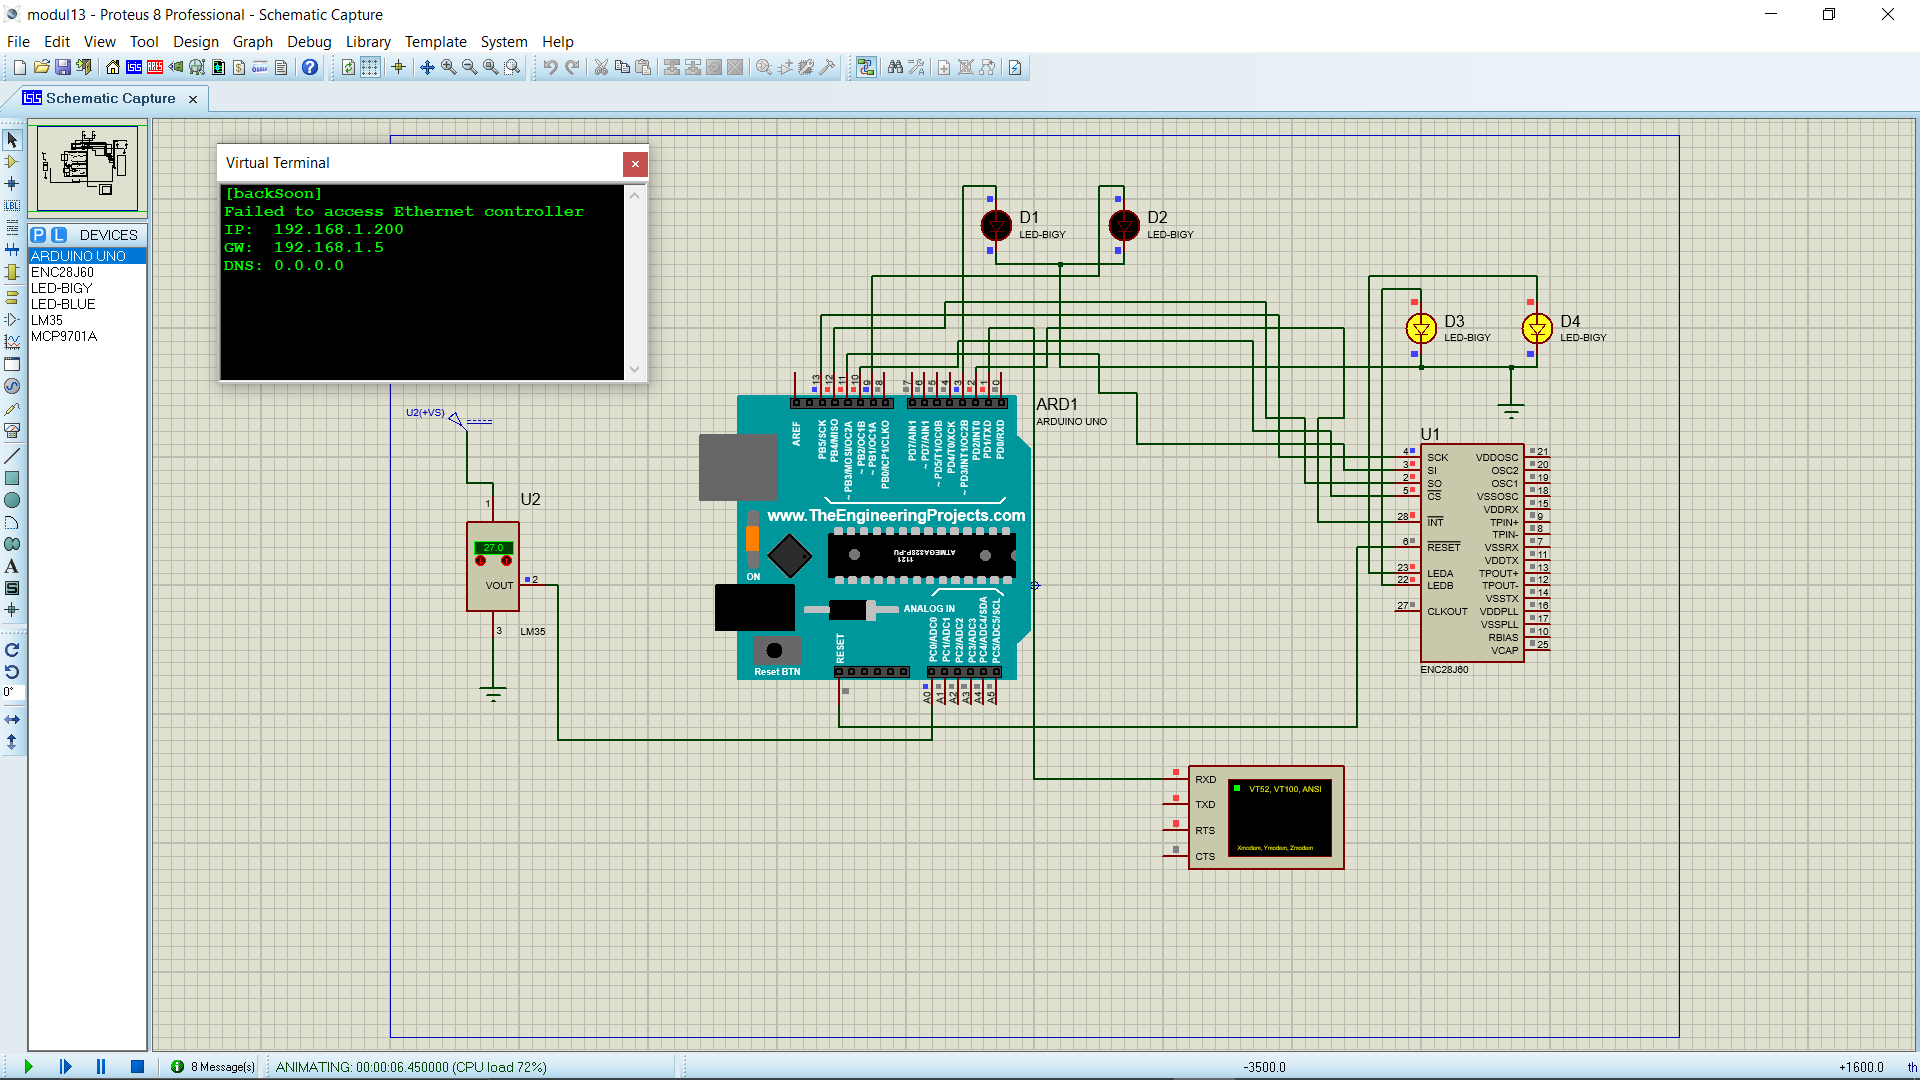 modul13 - Proteus 8 Professional - Schematic Capture
File Edit View Tool Design Graph Debug Library Template System Help
Schematic Capture
Virtual Terminal
[backSoon]
Failed to access Ethernet controller
IP: 192.168.1.200
GW: 192.168.1.5
DNS: 0.0.0.0
P L DEVICES
ARDUINO UNO
ENC28J60
LED-BIGY
LED-BLUE
LM35
MCP9701A
LBL
0°
D1
LED-BIGY
D2
LED-BIGY
D3
LED-BIGY
D4
LED-BIGY
U2(+VS)
U2
1
27.0
VOUT
2
3
LM35
ARD1
ARDUINO UNO
13
12
11
10
9
8
7
6
5
4
3
2
1
0
AREF
PB5/SCK
PB4/MISO
~ PB3/MOSI/OC2A
~ PB2/OC1B
~ PB1/OC1A
PB0/ICP1/CLKO
PD7/AIN1
~ PD7/AIN1
~ PD5/T1/OC0B
PD4/T0/XCK
~ PD3/INT1/OC2B
PD2/INT0
PD1/TXD
PD0/RXD
www.TheEngineeringProjects.com
ATMEGA328P-PU
1121
ON
ANALOG IN
RESET
Reset BTN
PC0/ADC0
PC1/ADC1
PC2/ADC2
PC3/ADC3
PC4/ADC4/SDA
PC5/ADC5/SCL
A0
A1
A2
A3
A4
A5
U1
4 SCK VDDOSC 21
3 SI OSC2 20
2 SO OSC1 19
5 CS VSSOSC 18
VDDRX 15
28 INT TPIN+ 9
TPIN- 8
6 RESET VSSRX 7
VDDTX 11
23 LEDA TPOUT+ 13
22 LEDB TPOUT- 12
VSSTX 14
27 CLKOUT VDDPLL 16
VSSPLL 17
RBIAS 10
VCAP 25
ENC28J60
RXD
TXD
RTS
CTS
VT52, VT100, ANSI
Xmodem, Ymodem, Zmodem
8 Message(s)
ANIMATING: 00:00:06.450000 (CPU load 72%)
-3500.0
+1600.0
th